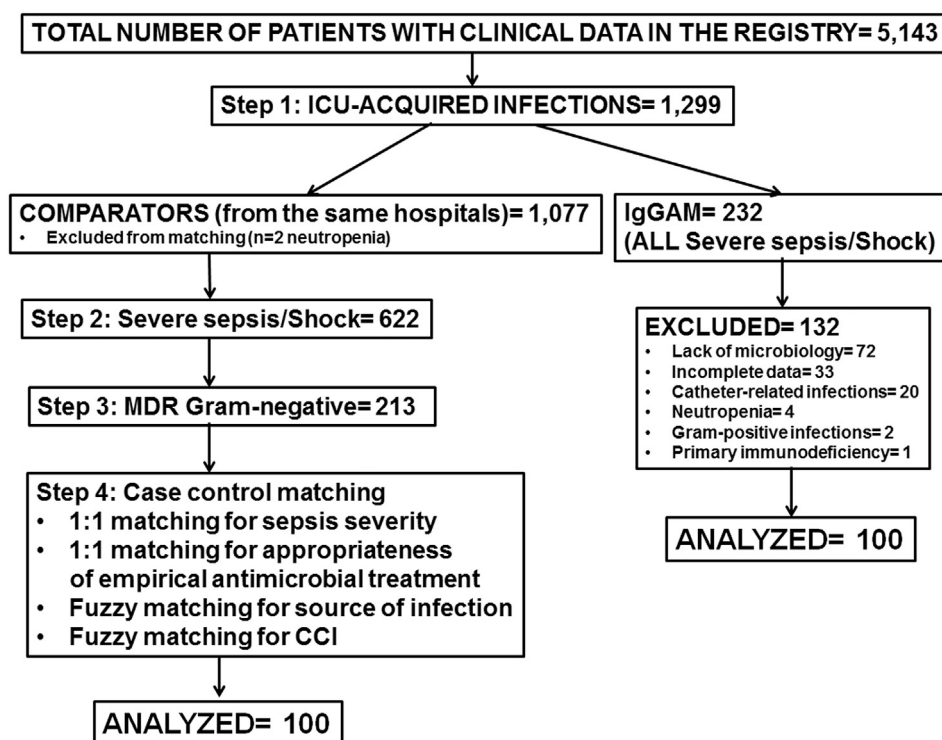 TOTAL NUMBER OF PATIENTS WITH CLINICAL DATA IN THE REGISTRY= 5,143
Step 1: ICU-ACQUIRED INFECTIONS= 1,299
COMPARATORS (from the same hospitals)= 1,077
• Excluded from matching (n=2 neutropenia)
Step 2: Severe sepsis/Shock= 622
Step 3: MDR Gram-negative= 213
Step 4: Case control matching
• 1:1 matching for sepsis severity
• 1:1 matching for appropriateness
of empirical antimicrobial treatment
• Fuzzy matching for source of infection
• Fuzzy matching for CCI
ANALYZED= 100
IgGAM= 232
(ALL Severe sepsis/Shock)
EXCLUDED= 132
• Lack of microbiology= 72
• Incomplete data= 33
• Catheter-related infections= 20
• Neutropenia= 4
• Gram-positive infections= 2
• Primary immunodeficiency= 1
ANALYZED= 100